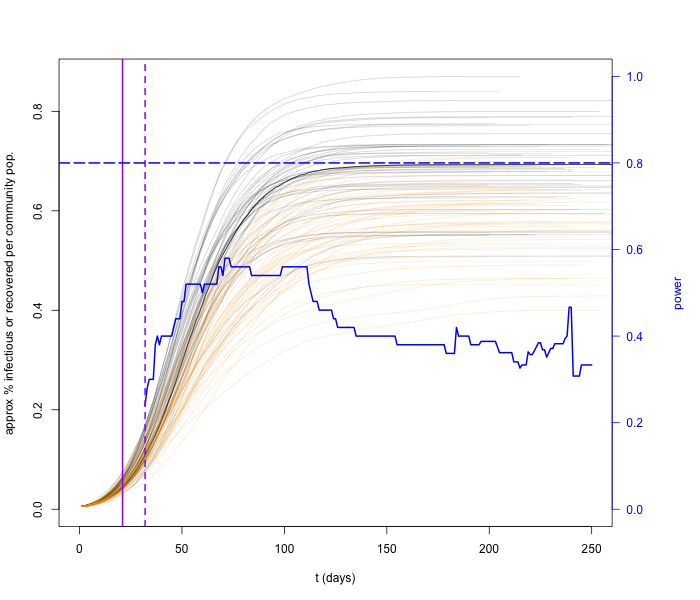 approx % infectious or recovered per community pop.
0.8
0.6
0.4
0.2
0.0
1.0
0.8
0.6
0.4
0.2
0.0
power
0 50 100 150 200 250
t (days)